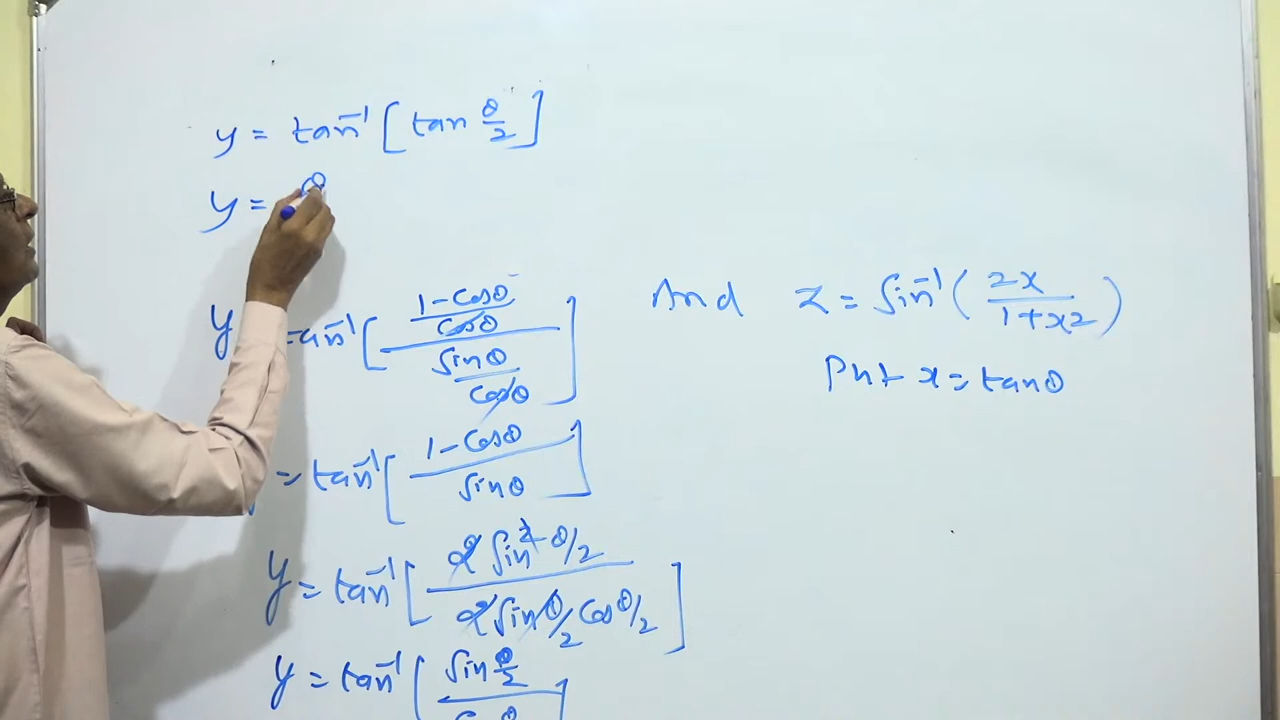 y = tan⁻¹ [tan θ/2]
y = θ
y = tan⁻¹ [((1-cosθ)/cosθ)/(sinθ/cosθ)]
= tan⁻¹ [(1-cosθ)/sinθ]
y = tan⁻¹ [(2 sin² θ/2)/(2 sin θ/2 cos θ/2)]
y = tan⁻¹ [sin θ/2
And z = sin⁻¹ (2x/(1+x2))
Put x = tanθ